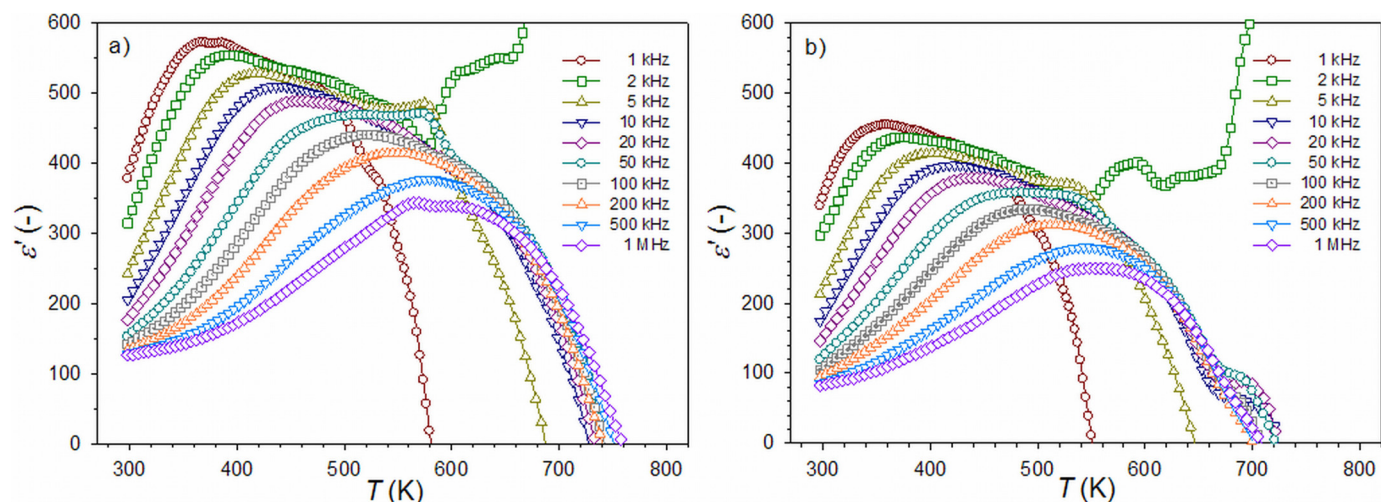 a)
600
500
400
300
200
100
0
ε' (-)
300 400 500 600 700 800
T (K)
1 kHz
2 kHz
5 kHz
10 kHz
20 kHz
50 kHz
100 kHz
200 kHz
500 kHz
1 MHz
b)
600
500
400
300
200
100
0
ε' (-)
300 400 500 600 700 800
T (K)
1 kHz
2 kHz
5 kHz
10 kHz
20 kHz
50 kHz
100 kHz
200 kHz
500 kHz
1 MHz